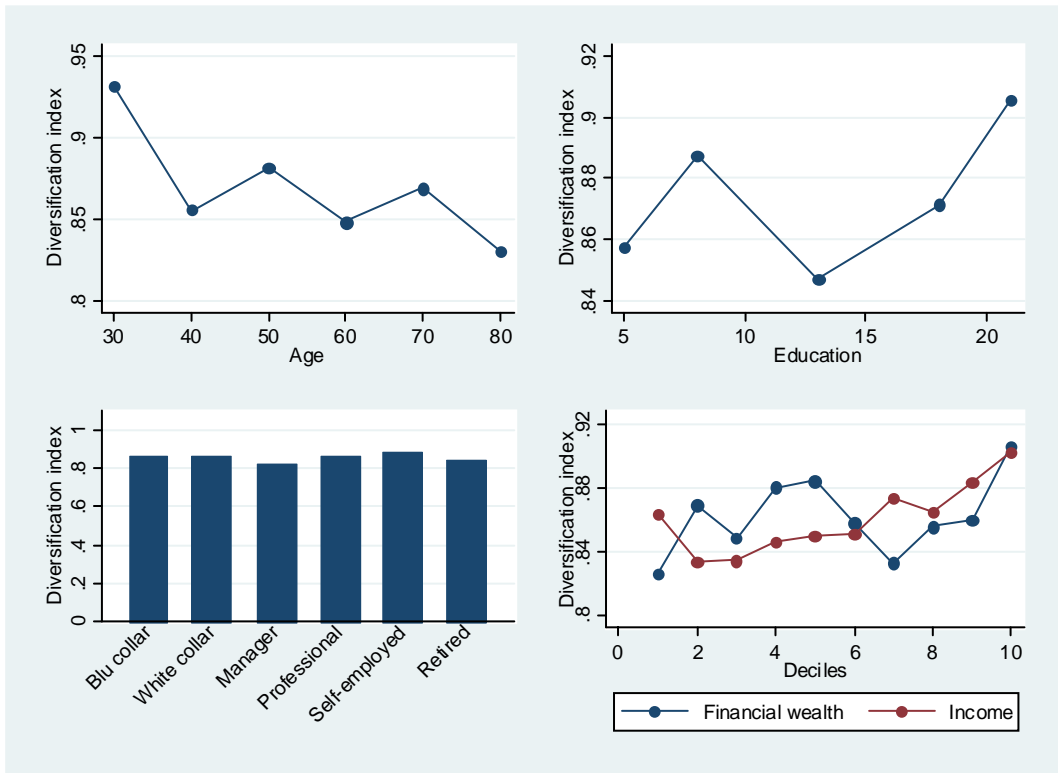 Diversification index
.95
.9
.85
.8
30 40 50 60 70 80
Age
Diversification index
.92
.9
.88
.86
.84
5 10 15 20
Education
Diversification index
1
.8
.6
.4
.2
0
Blu collar
White collar
Manager
Professional
Self-employed
Retired
Diversification index
.92
.88
.84
.8
0 2 4 6 8 10
Deciles
Financial wealth Income